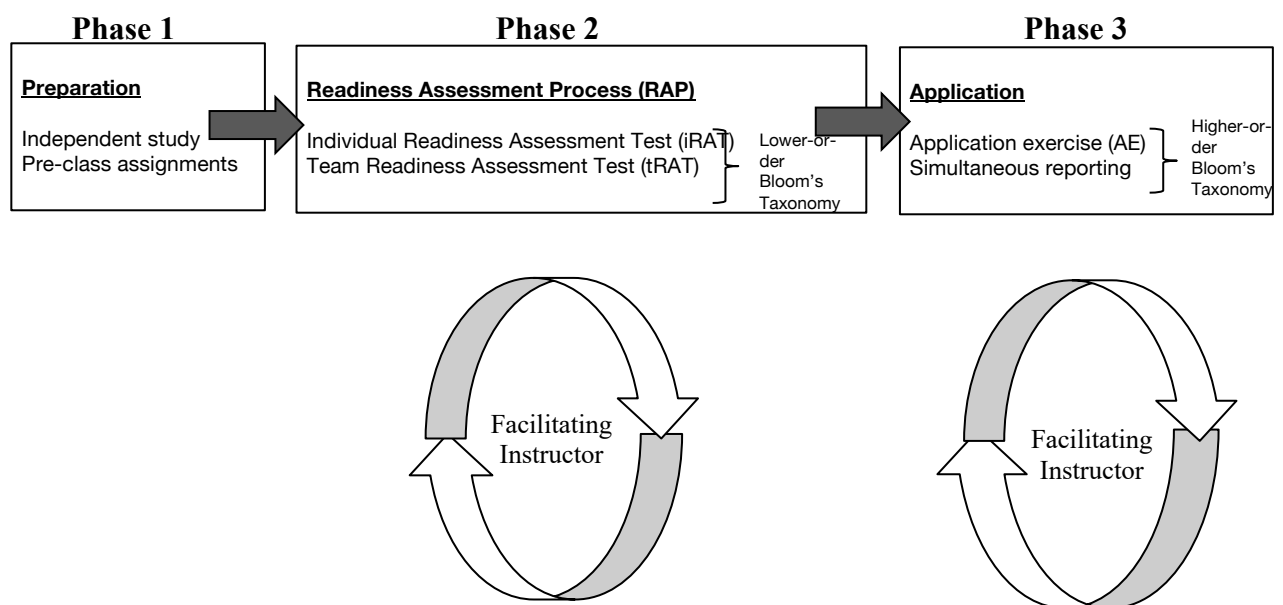 Phase 1
Preparation
Independent study
Pre-class assignments
Phase 2
Readiness Assessment Process (RAP)
Individual Readiness Assessment Test (iRAT)
Team Readiness Assessment Test (tRAT)
Lower-or-
der
Bloom’s
Taxonomy
Phase 3
Application
Application exercise (AE)
Simultaneous reporting
Higher-or-
der
Bloom’s
Taxonomy
Facilitating
Instructor
Facilitating
Instructor